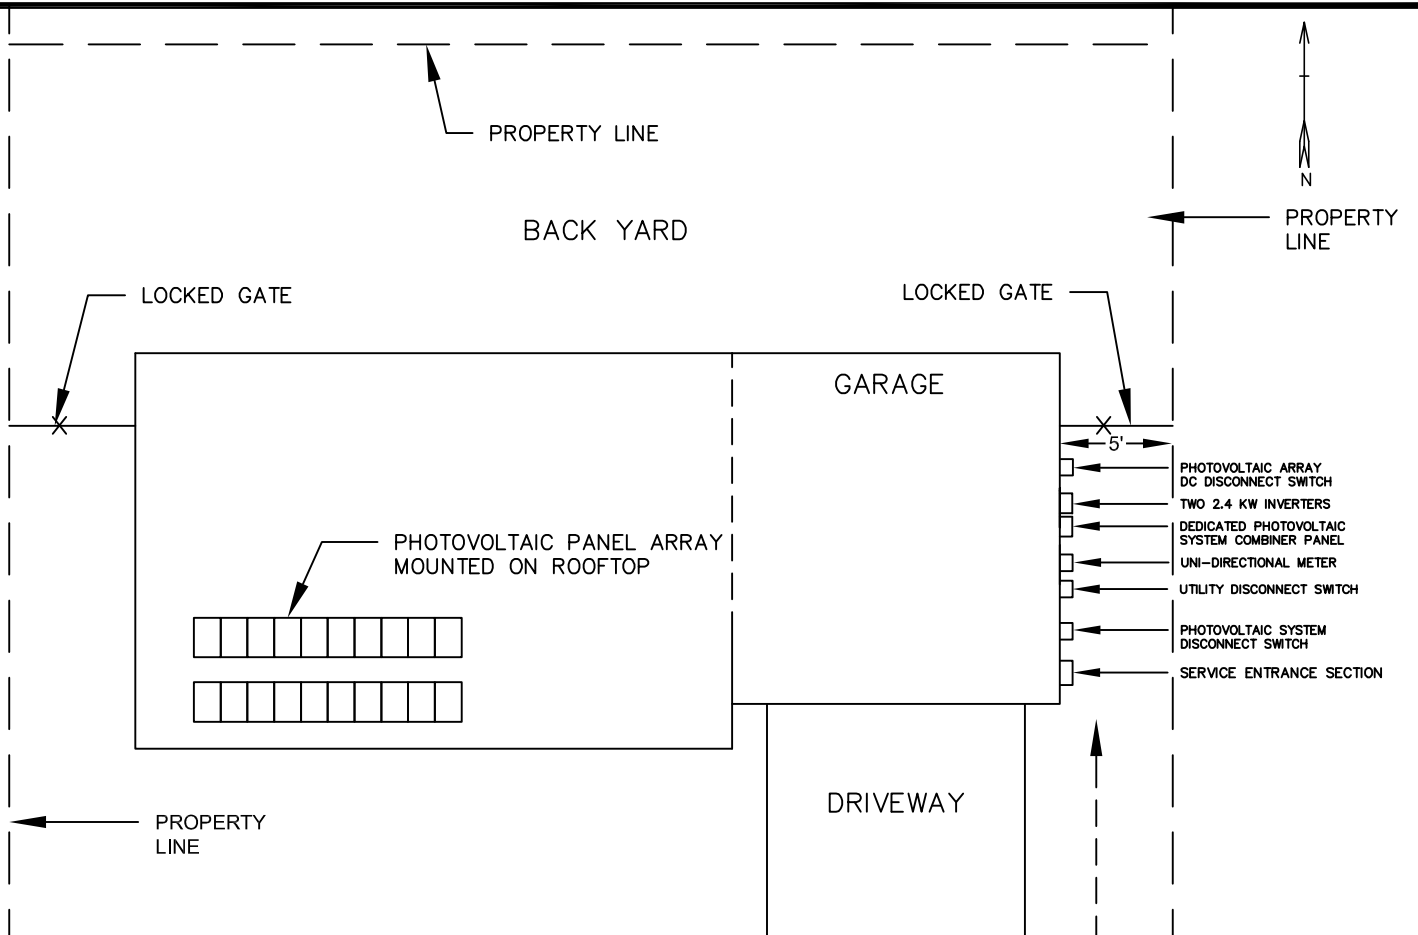 PROPERTY LINE
N
BACK YARD
PROPERTY
LINE
LOCKED GATE
LOCKED GATE
GARAGE
5'
PHOTOVOLTAIC ARRAY
DC DISCONNECT SWITCH
TWO 2.4 KW INVERTERS
DEDICATED PHOTOVOLTAIC
SYSTEM COMBINER PANEL
PHOTOVOLTAIC PANEL ARRAY
MOUNTED ON ROOFTOP
UNI-DIRECTIONAL METER
UTILITY DISCONNECT SWITCH
PHOTOVOLTAIC SYSTEM
DISCONNECT SWITCH
SERVICE ENTRANCE SECTION
DRIVEWAY
PROPERTY
LINE